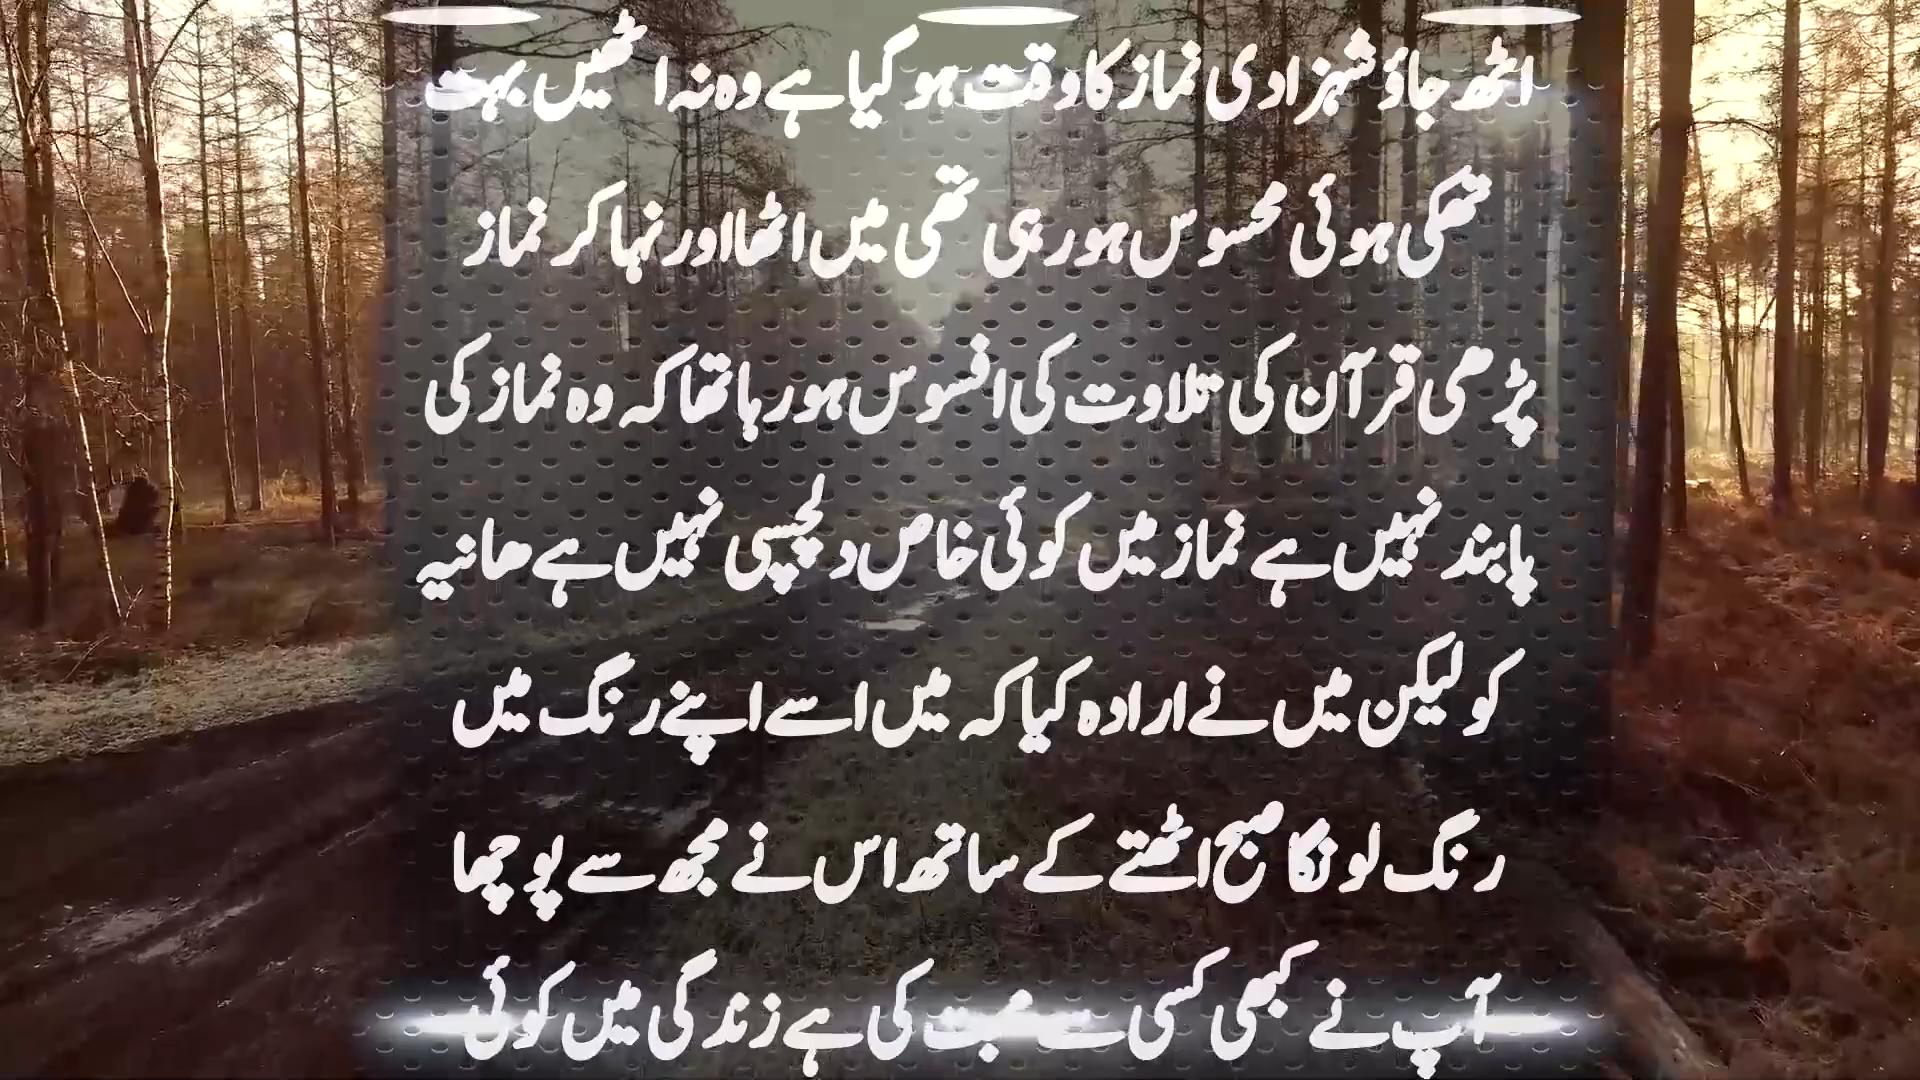 اٹھ جاؤ شہزادی نماز کا وقت ہو گیا ہے وہ نہ اٹھیں بہت
تھکی ہوئی محسوس ہو رہی تھی میں اٹھا اور نہا کر نماز
پڑھی قرآن کی تلاوت کی افسوس ہو رہا تھا کہ وہ نماز کی
پابند نہیں ہے نماز میں کوئی خاص دلچسپی نہیں ہے ھانیہ
کو لیکن میں نے ارادہ کیا کہ میں اسے اپنے رنگ میں
رنگ لو نگا صبح اٹھتے کے ساتھ اس نے مجھ سے پوچھا
آپ نے کبھی کسی سے محبت کی ہے زندگی میں کوئی